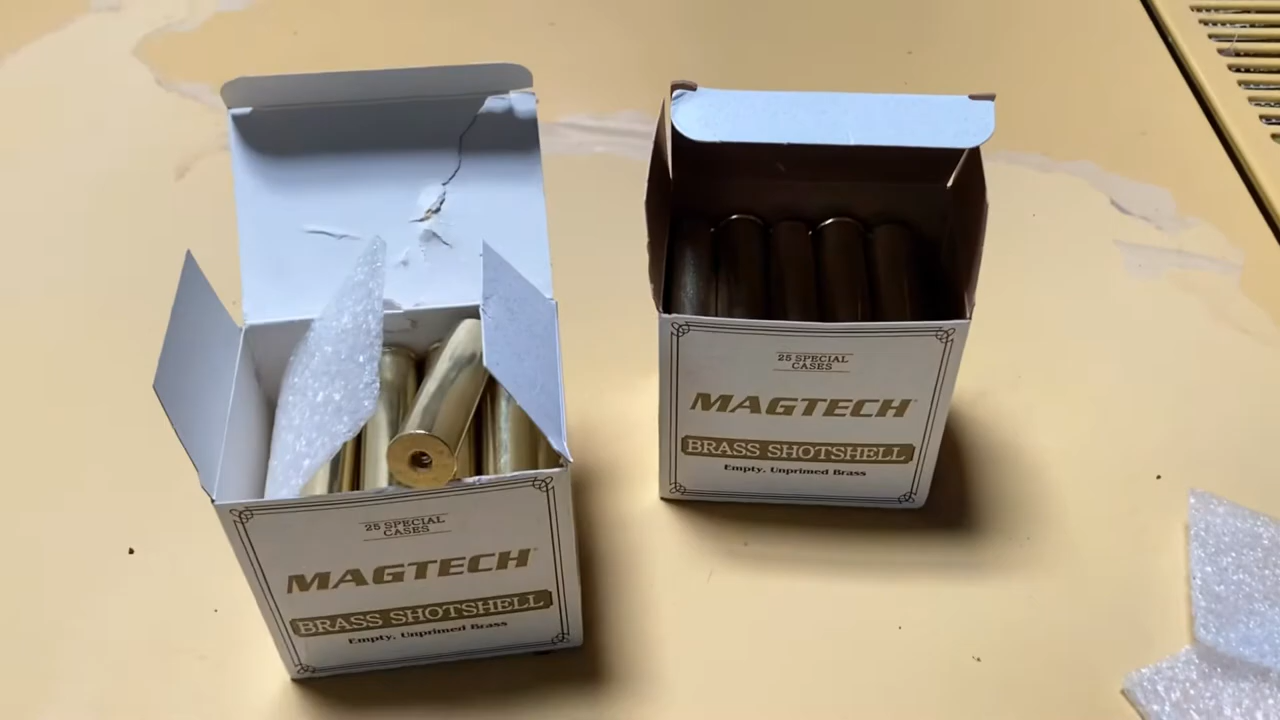 25 SPECIAL
CASES
MAGTECH
BRASS SHOTSHELL
Empty, Unprimed Brass
25 SPECIAL
CASES
MAGTECH
BRASS SHOTSHELL
Empty, Unprimed Brass